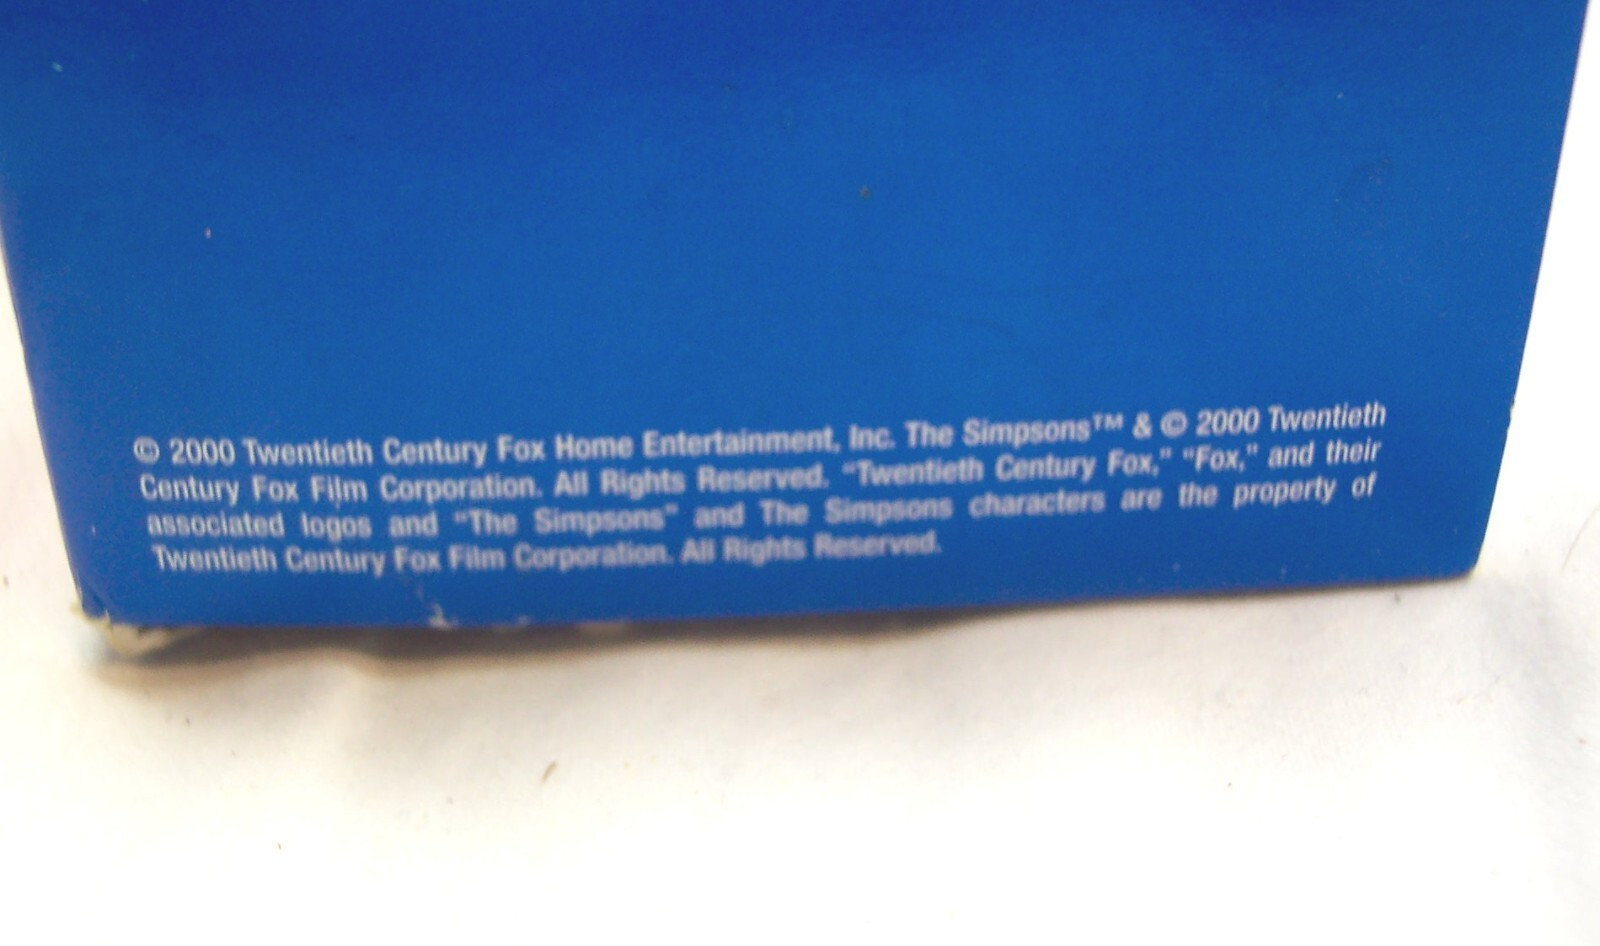 © 2000 Twentieth Century Fox Home Entertainment, Inc. The Simpsons™ & © 2000 Twentieth
Century Fox Film Corporation. All Rights Reserved. “Twentieth Century Fox,” “Fox,” and their
associated logos and “The Simpsons” and The Simpsons characters are the property of
Twentieth Century Fox Film Corporation. All Rights Reserved.